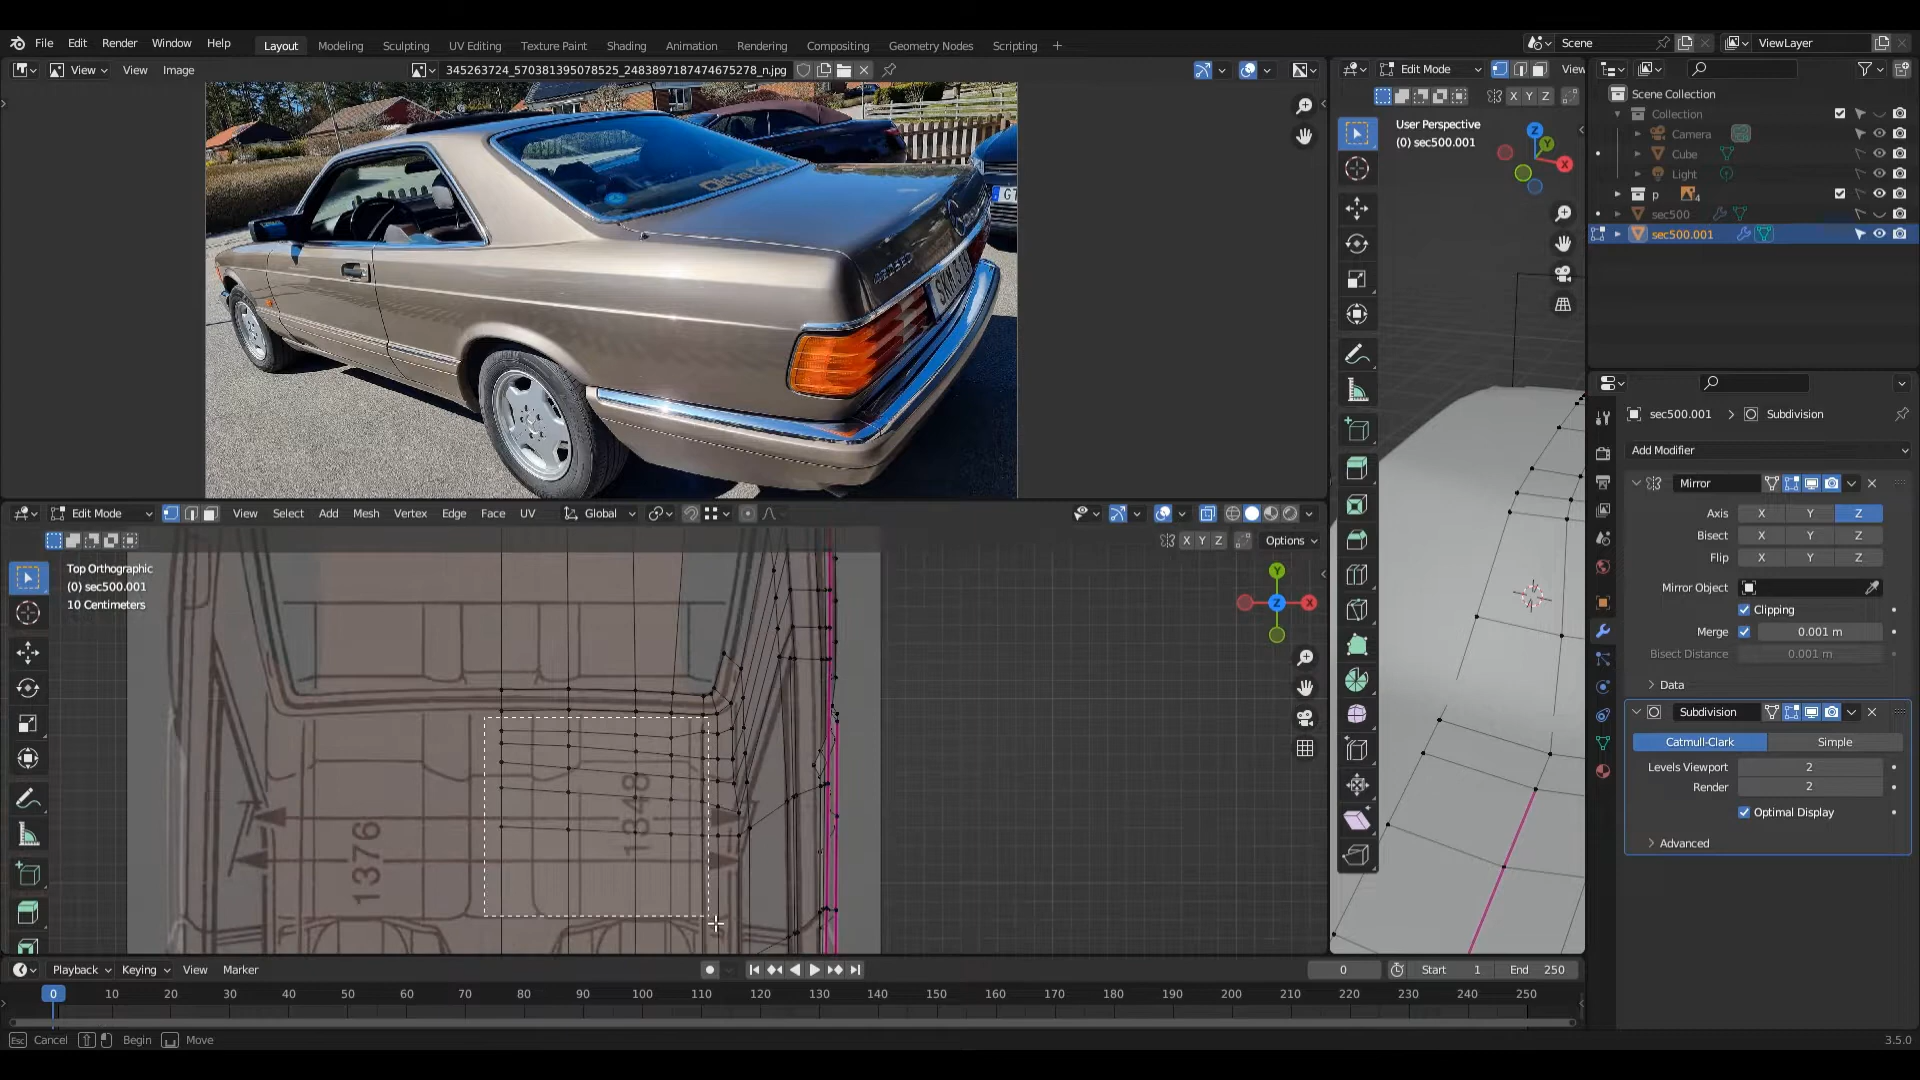 File Edit Render Window Help
Layout Modeling Sculpting UV Editing Texture Paint Shading Animation Rendering Compositing Geometry Nodes Scripting +
Scene
ViewLayer
View View Image
345263724_570381395078525_2483897187474675278_n.jpg
Edit Mode View
X Y Z
User Perspective
(0) sec500.001
Z Y X
Scene Collection
Collection
Camera
Cube
Light
p 4
sec500
sec500.001
sec500.001 > Subdivision
Add Modifier
Mirror
Axis X Y Z
Bisect X Y Z
Flip X Y Z
Mirror Object
Clipping
Merge 0.001 m
Bisect Distance 0.001 m
Data
Subdivision
Catmull-Clark Simple
Levels Viewport 2
Render 2
Optimal Display
Advanced
Edit Mode View Select Add Mesh Vertex Edge Face UV Global
X Y Z Options
Top Orthographic
(0) sec500.001
10 Centimeters
Y Z X
1348
1376
Playback Keying View Marker
0 Start 1 End 250
0 10 20 30 40 50 60 70 80 90 100 110 120 130 140 150 160 170 180 190 200 210 220 230 240 250
Esc Cancel Begin Move
3.5.0